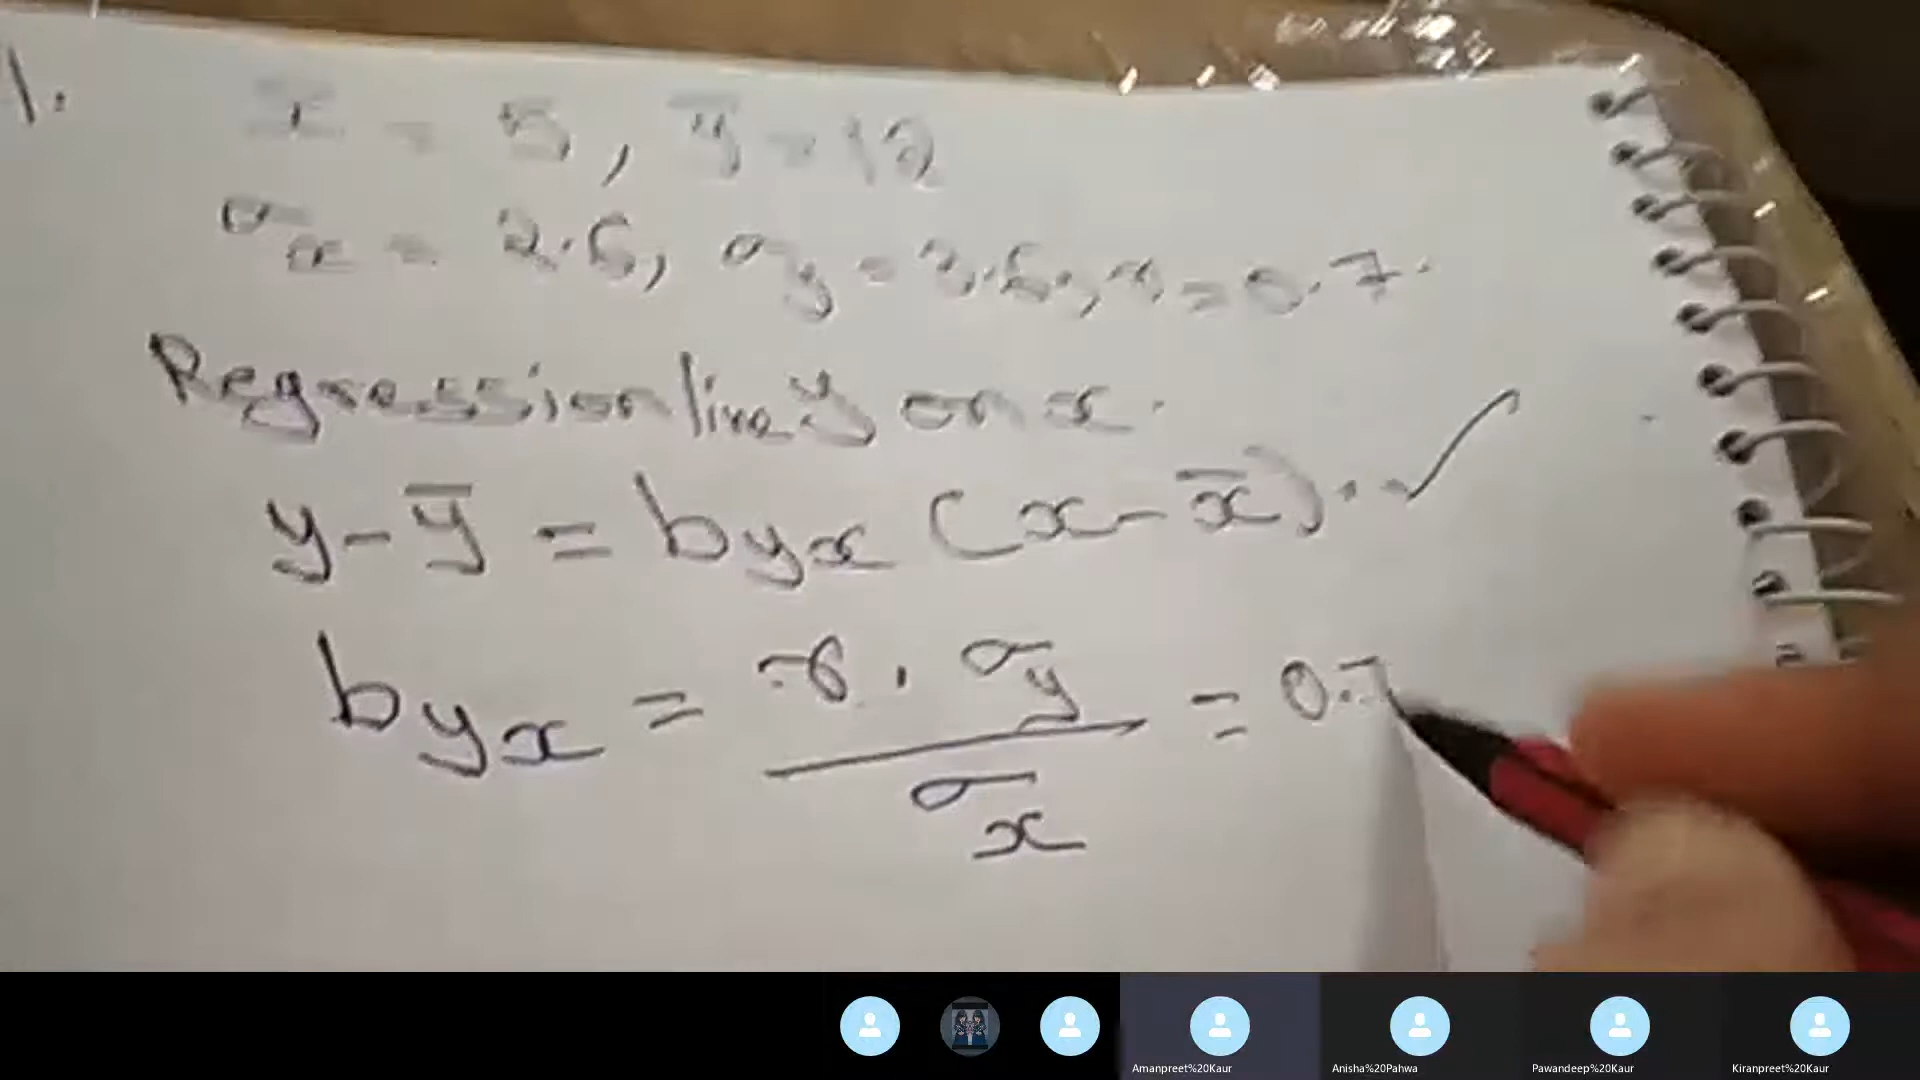 1.
x̅ = 5, y̅ = 12
σx = 2.6, σy = 3.6, r = 0.7.
Regression line y on x.
y - y̅ = byx (x - x̅).
byx = r . σy / σx = 0.7
Amanpreet%20Kaur
Anisha%20Pahwa
Pawandeep%20Kaur
Kiranpreet%20Kaur